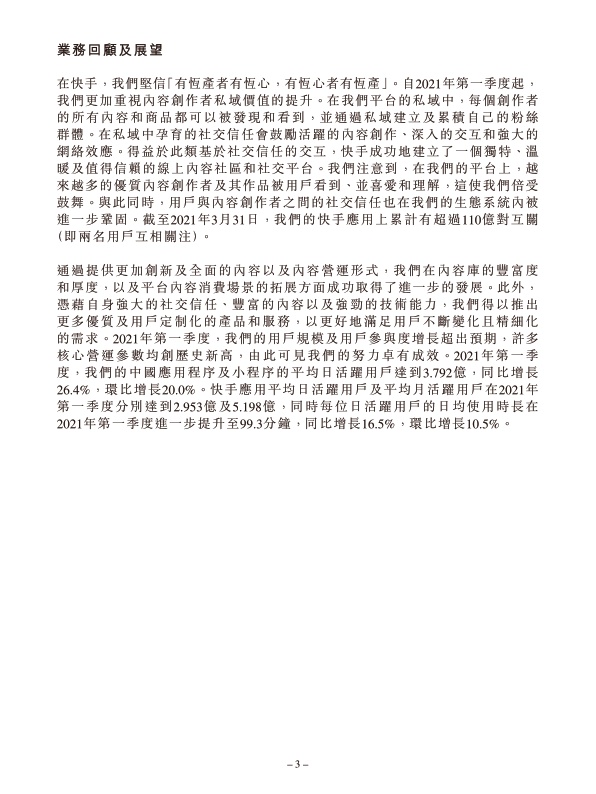 業務回顧及展望
在快手，我們堅信「有恆產者有恆心，有恆心者有恆產」。自2021年第一季度起，
我們更加重視內容創作者私域價值的提升。在我們平台的私域中，每個創作者
的所有內容和商品都可以被發現和看到，並通過私域建立及累積自己的粉絲
群體。在私域中孕育的社交信任會鼓勵活躍的內容創作、深入的交互和強大的
網絡效應。得益於此類基於社交信任的交互，快手成功地建立了一個獨特、溫
暖及值得信賴的線上內容社區和社交平台。我們注意到，在我們的平台上，越
來越多的優質內容創作者及其作品被用戶看到、並喜愛和理解，這使我們倍受
鼓舞。與此同時，用戶與內容創作者之間的社交信任也在我們的生態系統內被
進一步鞏固。截至2021年3月31日，我們的快手應用上累計有超過110億對互關
（即兩名用戶互相關注）。
通過提供更加創新及全面的內容以及內容營運形式，我們在內容庫的豐富度
和厚度，以及平台內容消費場景的拓展方面成功取得了進一步的發展。此外，
憑藉自身強大的社交信任、豐富的內容以及強勁的技術能力，我們得以推出
更多優質及用戶定制化的產品和服務，以更好地滿足用戶不斷變化且精細化
的需求。2021年第一季度，我們的用戶規模及用戶參與度增長超出預期，許多
核心營運參數均創歷史新高，由此可見我們的努力卓有成效。2021年第一季
度，我們的中國應用程序及小程序的平均日活躍用戶達到3.792億，同比增長
26.4%，環比增長20.0%。快手應用平均日活躍用戶及平均月活躍用戶在2021年
第一季度分別達到2.953億及5.198億，同時每位日活躍用戶的日均使用時長在
2021年第一季度進一步提升至99.3分鐘，同比增長16.5%，環比增長10.5%。
– 3 –